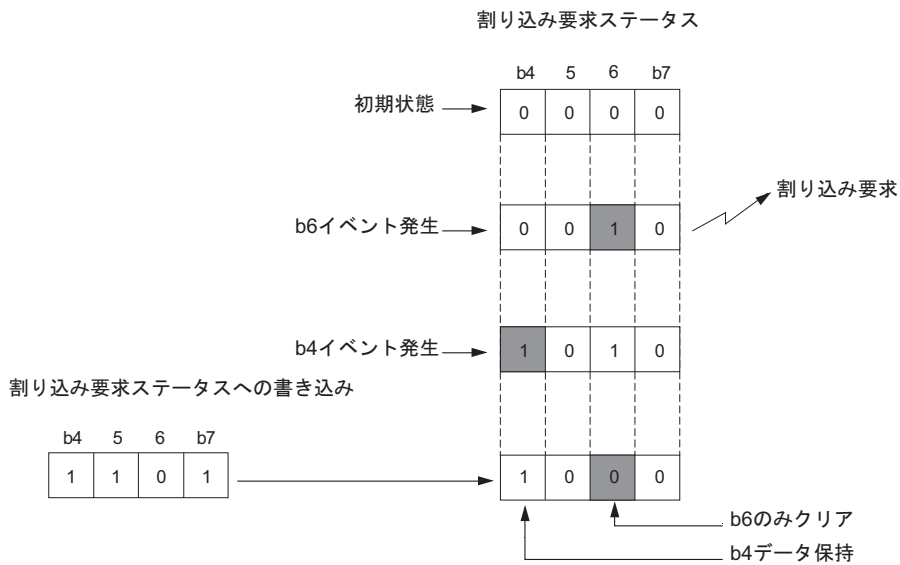 割り込み要求ステータス
b4 5 6 b7
初期状態
0 0 0 0
割り込み要求
b6イベント発生
0 0 1 0
b4イベント発生
1 0 1 0
割り込み要求ステータスへの書き込み
b4 5 6 b7
1 1 0 1
1 0 0 0
b6のみクリア
b4データ保持